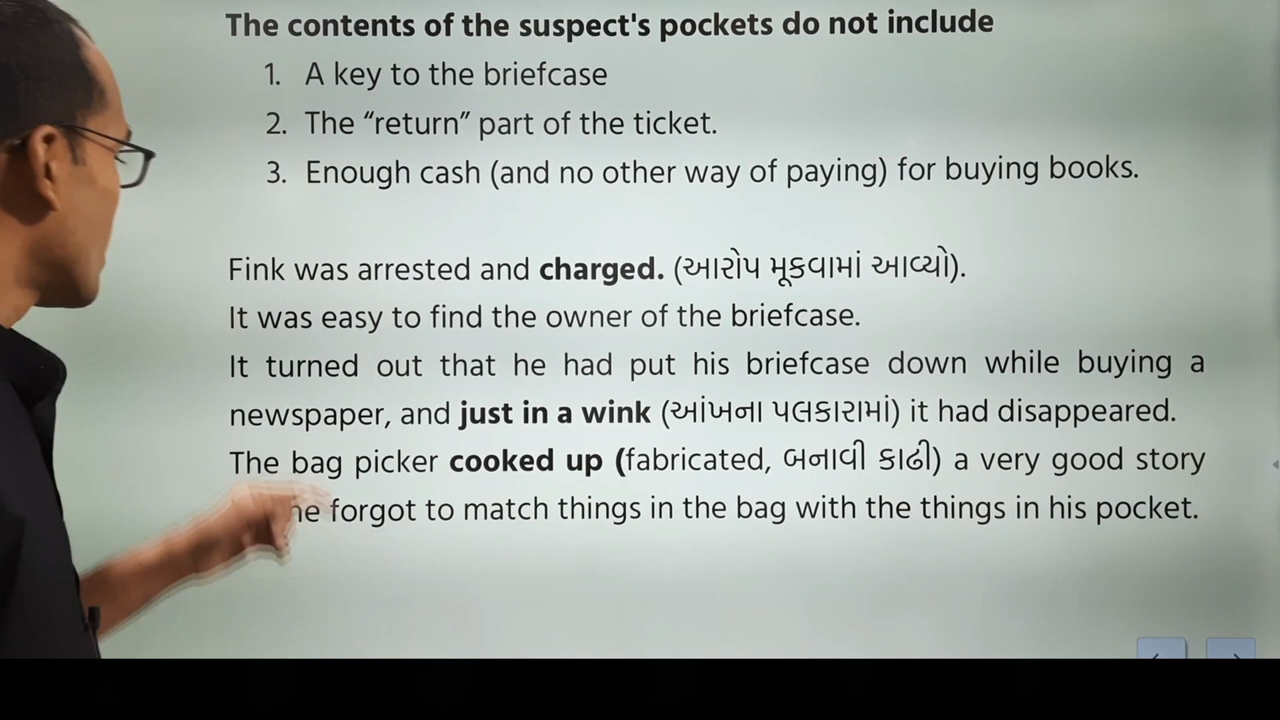 The contents of the suspect's pockets do not include
1. A key to the briefcase
2. The “return” part of the ticket.
3. Enough cash (and no other way of paying) for buying books.
Fink was arrested and charged. (આરોપ મૂકવામાં આવ્યો).
It was easy to find the owner of the briefcase.
It turned out that he had put his briefcase down while buying a
newspaper, and just in a wink (આંખના પલકારામાં) it had disappeared.
The bag picker cooked up (fabricated, બનાવી કાઢી) a very good story
he forgot to match things in the bag with the things in his pocket.